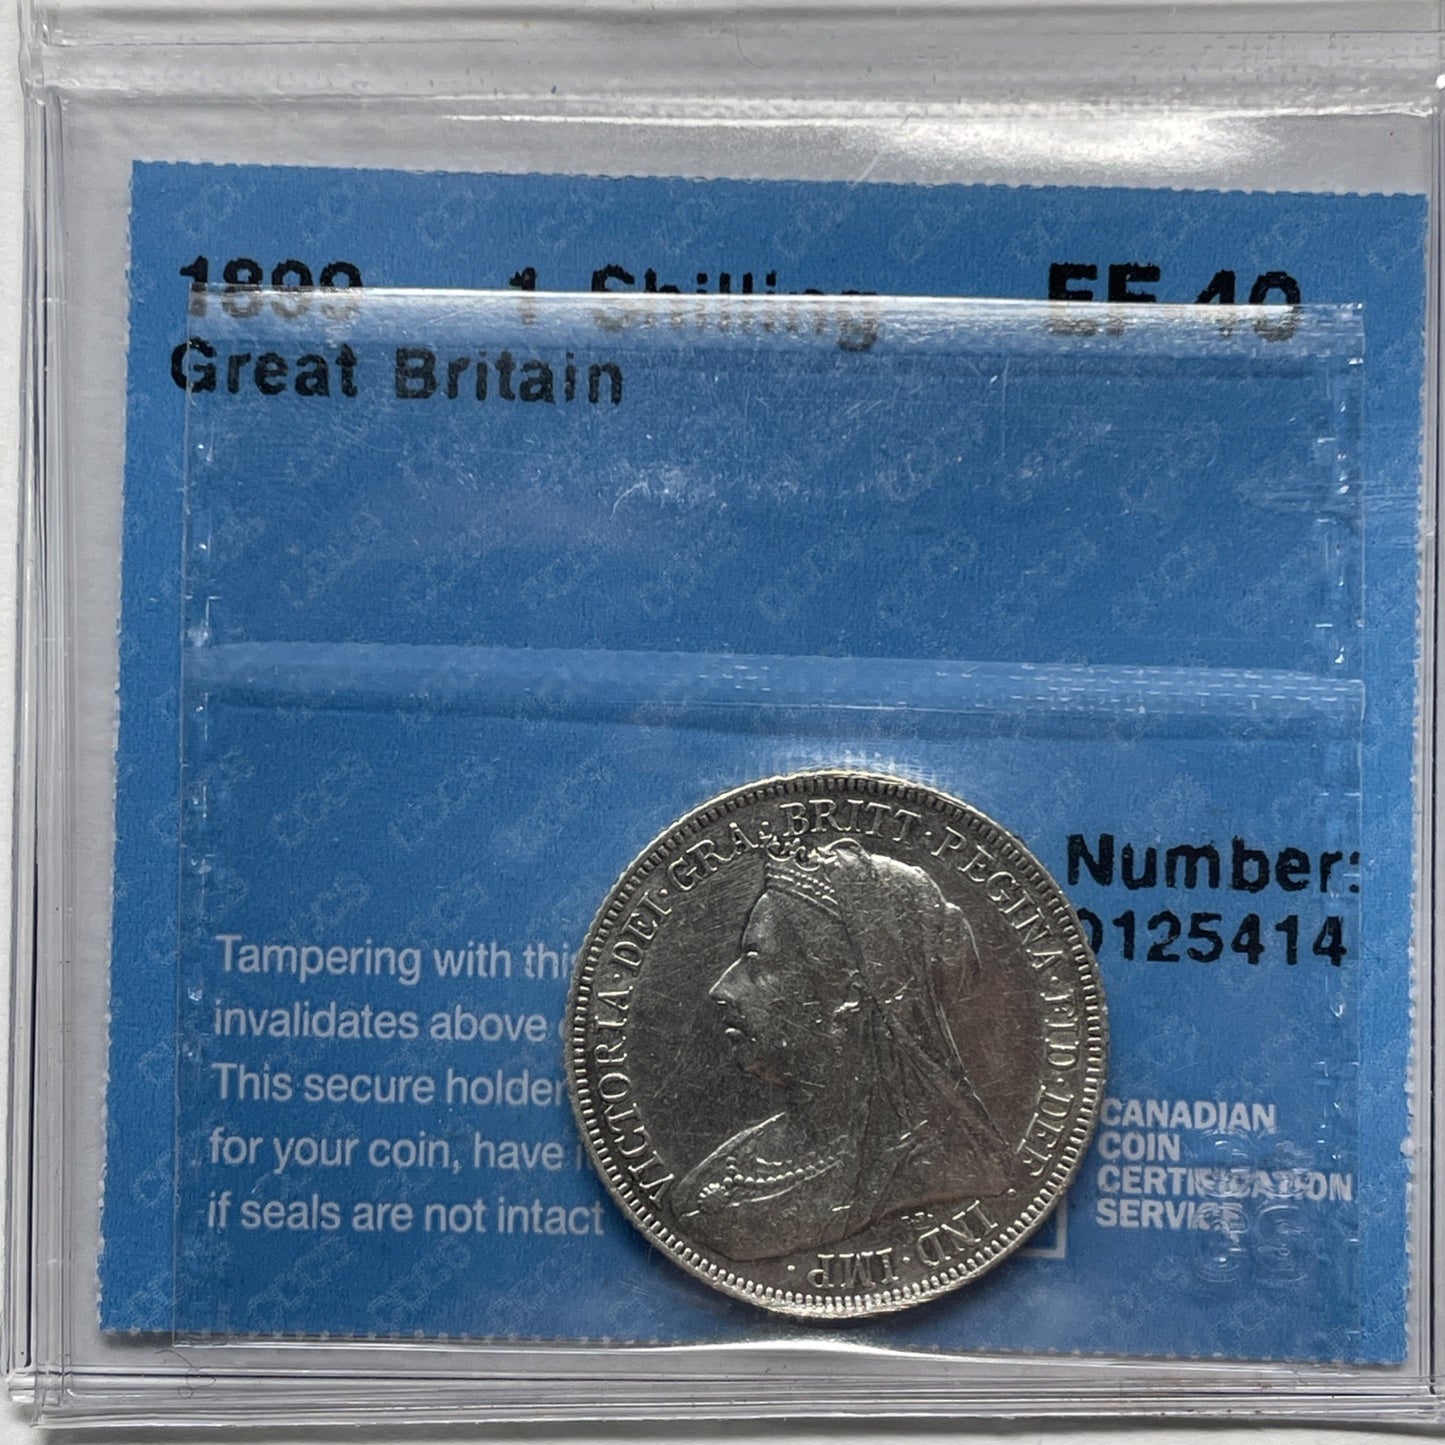 1899 1 Shilling EF-40
Great Britain
Number:
0125414
Tampering with this
invalidates above
This secure holder
for your coin, have
if seals are not intact
CANADIAN
COIN
CERTIFICATION
SERVICE
VICTORIA·DEI·GRA·BRITT·REGINA·FID·DEF·IND·IMP·